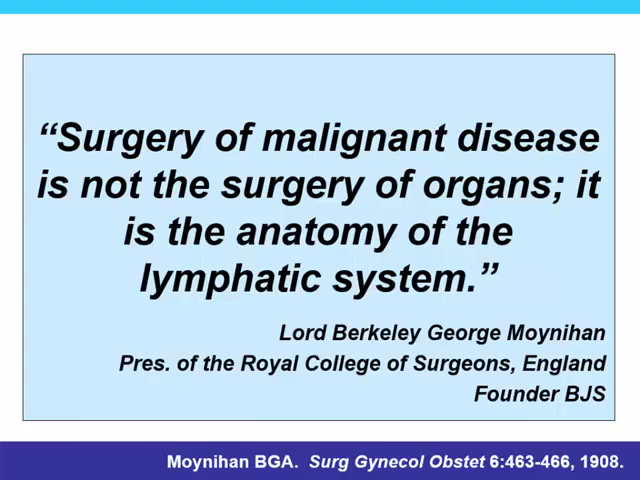 “Surgery of malignant disease
is not the surgery of organs; it
is the anatomy of the
lymphatic system.”
Lord Berkeley George Moynihan
Pres. of the Royal College of Surgeons, England
Founder BJS
Moynihan BGA. Surg Gynecol Obstet 6:463-466, 1908.